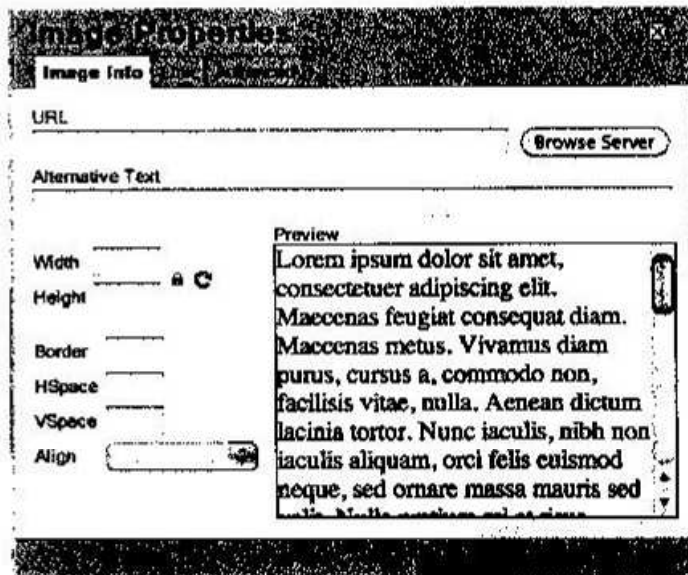 Image Properties
Image Info
URL
Browse Server
Alternative Text
Preview
Width
Height
Border
HSpace
VSpace
Align
Lorem ipsum dolor sit amet,
consectetuer adipiscing elit.
Maecenas feugiat consequat diam.
Maecenas metus. Vivamus diam
purus, cursus a, commodo non,
facilisis vitae, nulla. Aenean dictum
lacinia tortor. Nunc iaculis, nibh non
iaculis aliquam, orci felis euismod
neque, sed ornare massa mauris sed